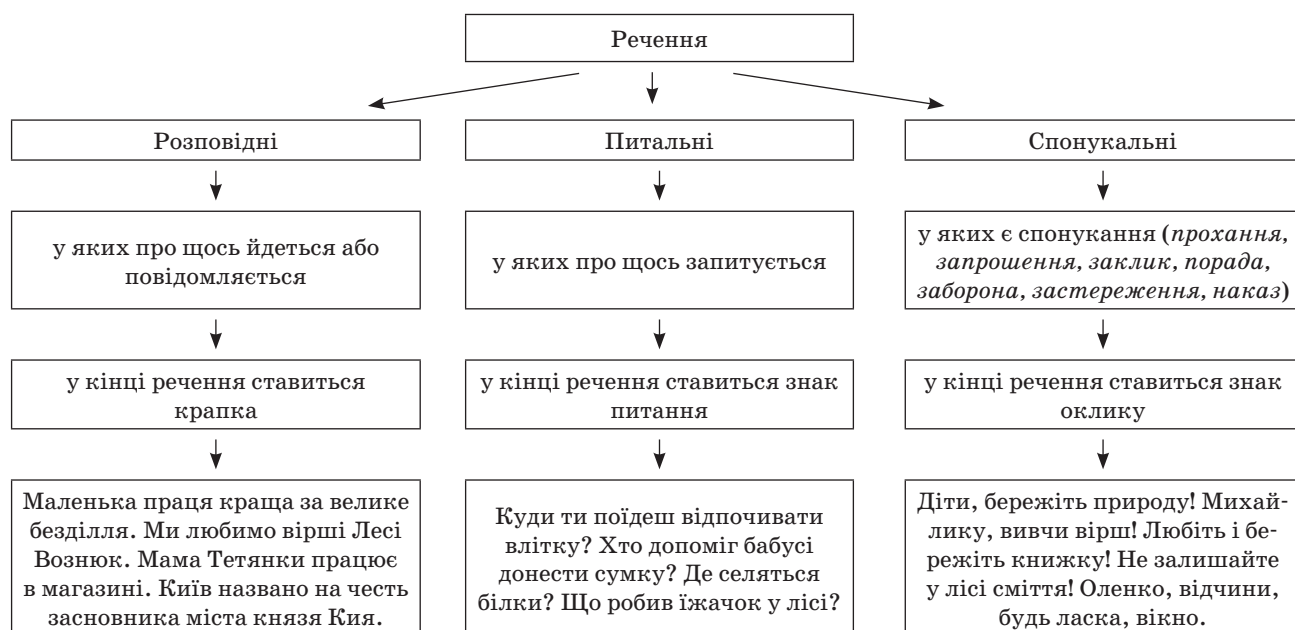 Речення
Розповідні
Питальні
Спонукальні
у яких про щось йдеться або
повідомляється
у яких про щось запитується
у яких є спонукання (прохання,
запрошення, заклик, порада,
заборона, застереження, наказ)
у кінці речення ставиться
крапка
у кінці речення ставиться знак
питання
у кінці речення ставиться знак
оклику
Маленька праця краща за велике
безділля. Ми любимо вірші Лесі
Вознюк. Мама Тетянки працює
в магазині. Київ названо на честь
засновника міста князя Кия.
Куди ти поїдеш відпочивати
влітку? Хто допоміг бабусі
донести сумку? Де селяться
білки? Що робив їжачок у лісі?
Діти, бережіть природу! Михай-
лику, вивчи вірш! Любіть і бе-
режіть книжку! Не залишайте
у лісі сміття! Оленко, відчини,
будь ласка, вікно.